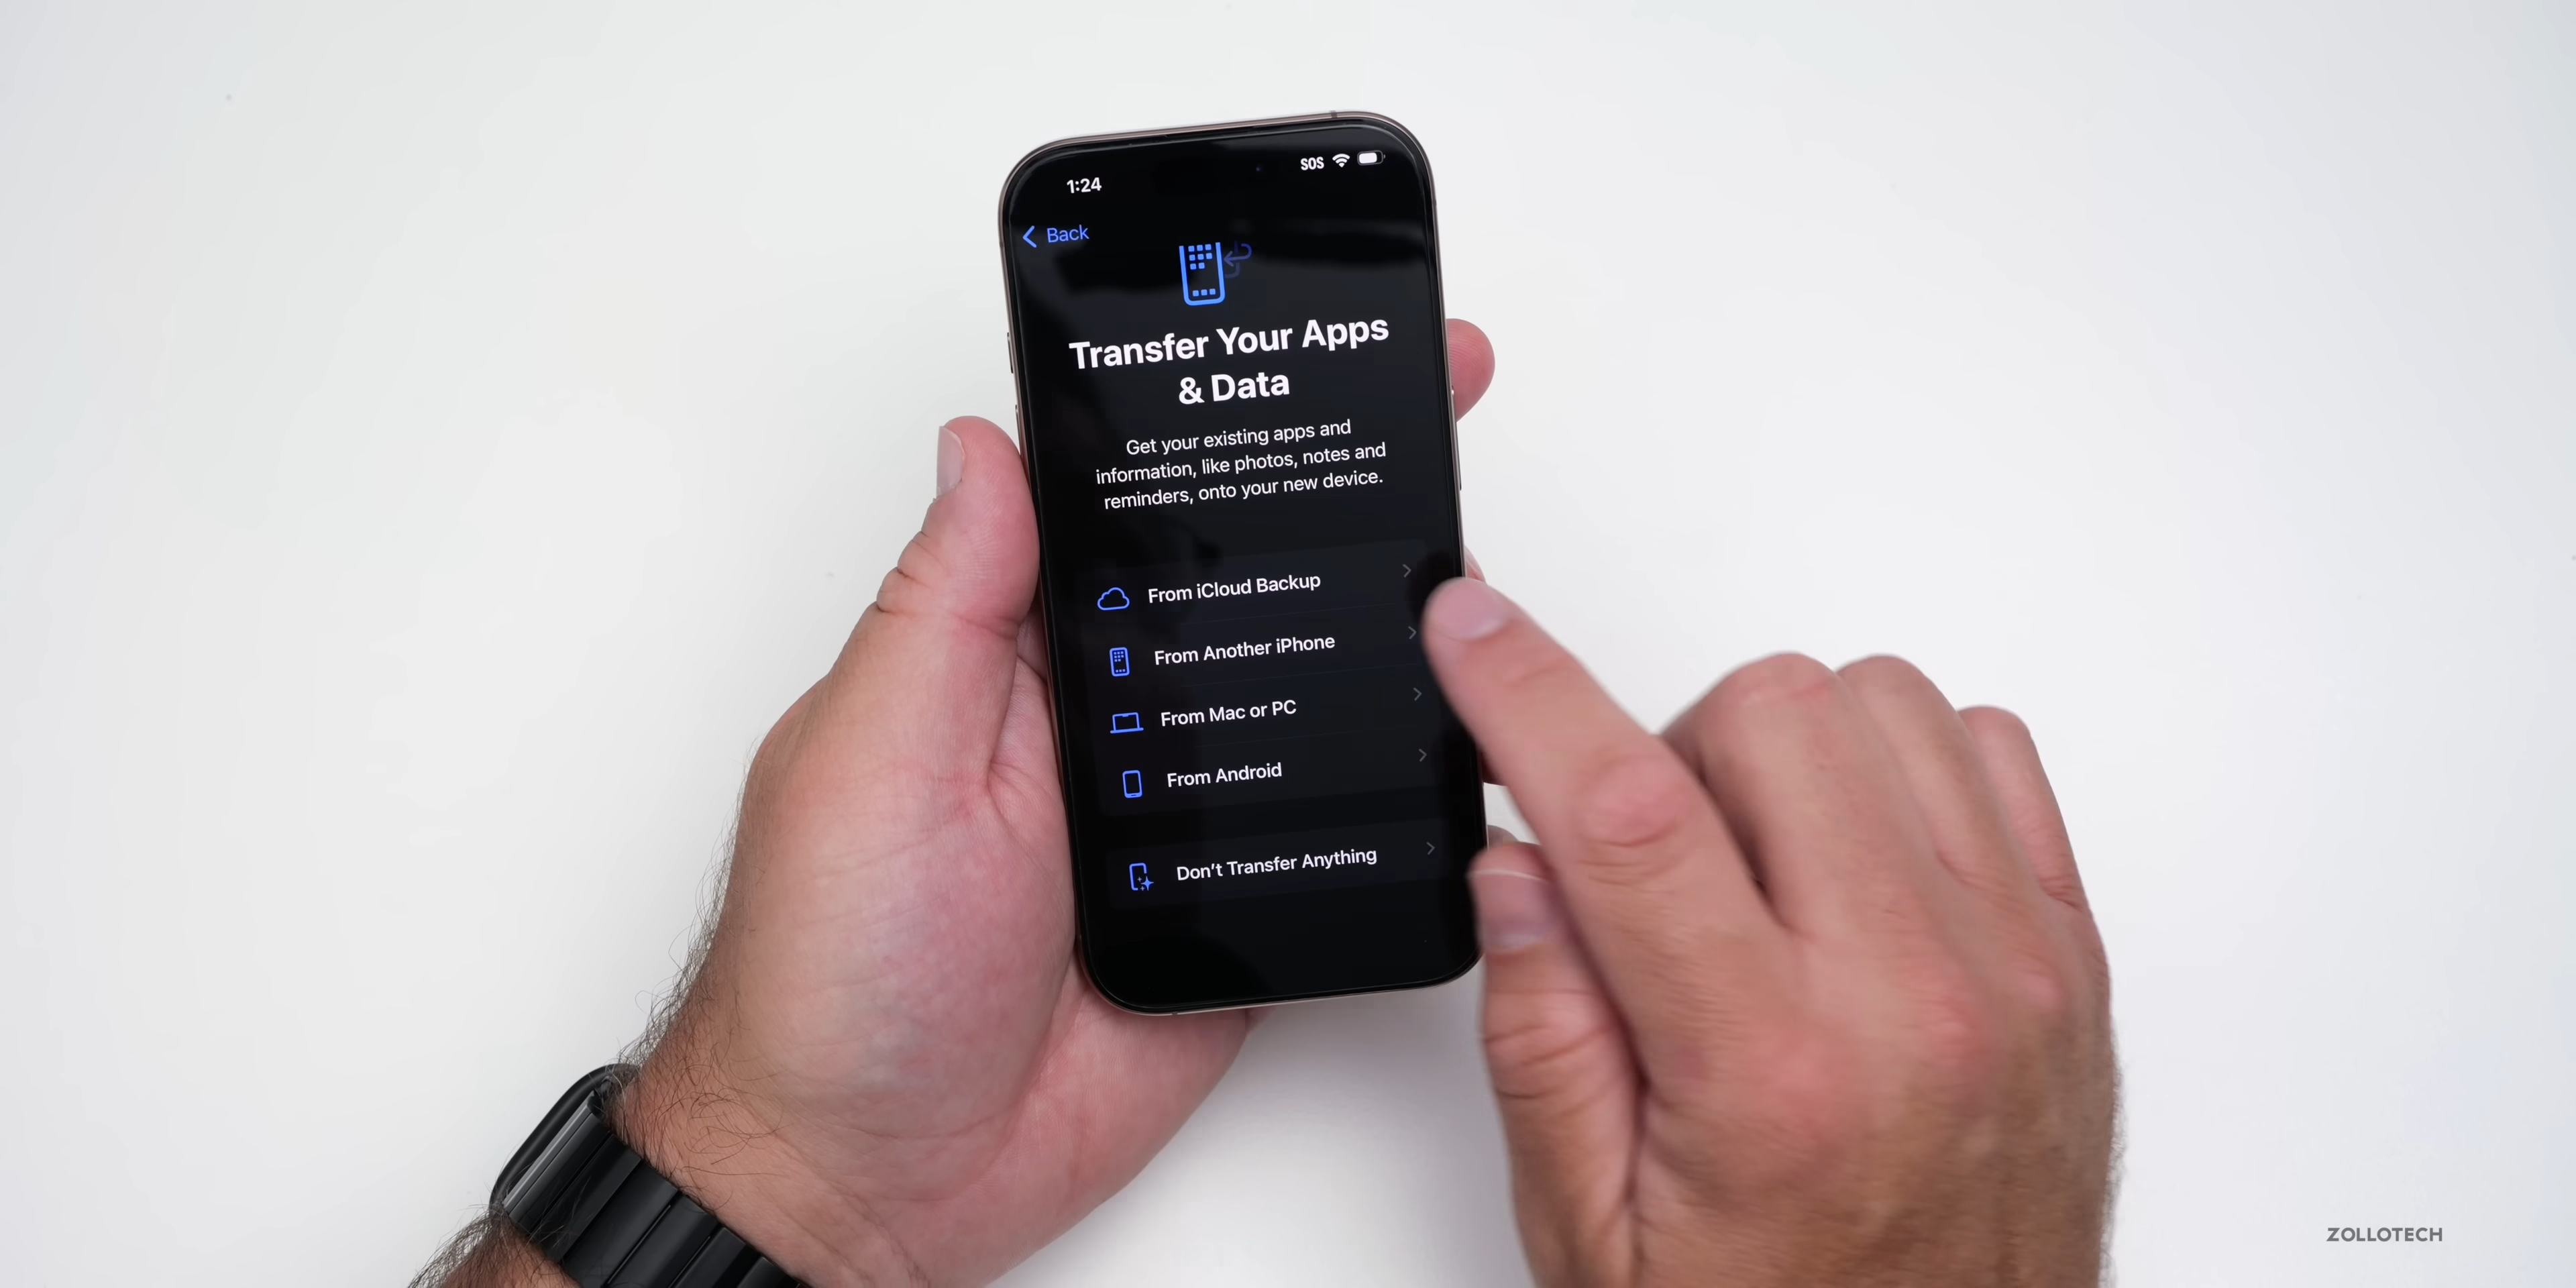 1:24
SOS
Back
Transfer Your Apps
& Data
Get your existing apps and
information, like photos, notes and
reminders, onto your new device.
From iCloud Backup
From Another iPhone
From Mac or PC
From Android
Don't Transfer Anything
ZOLLOTECH